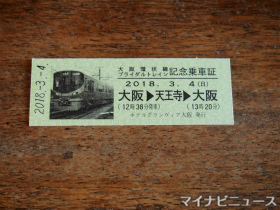 2018.-3.-4.
大阪環状線
ブライダルトレイン 記念乗車証
2018. 3. 4(日)
大阪▶天王寺▶大阪
(12時38分発車) (13時20分)
ホテルグランヴィア大阪 発行
マイナビニュース